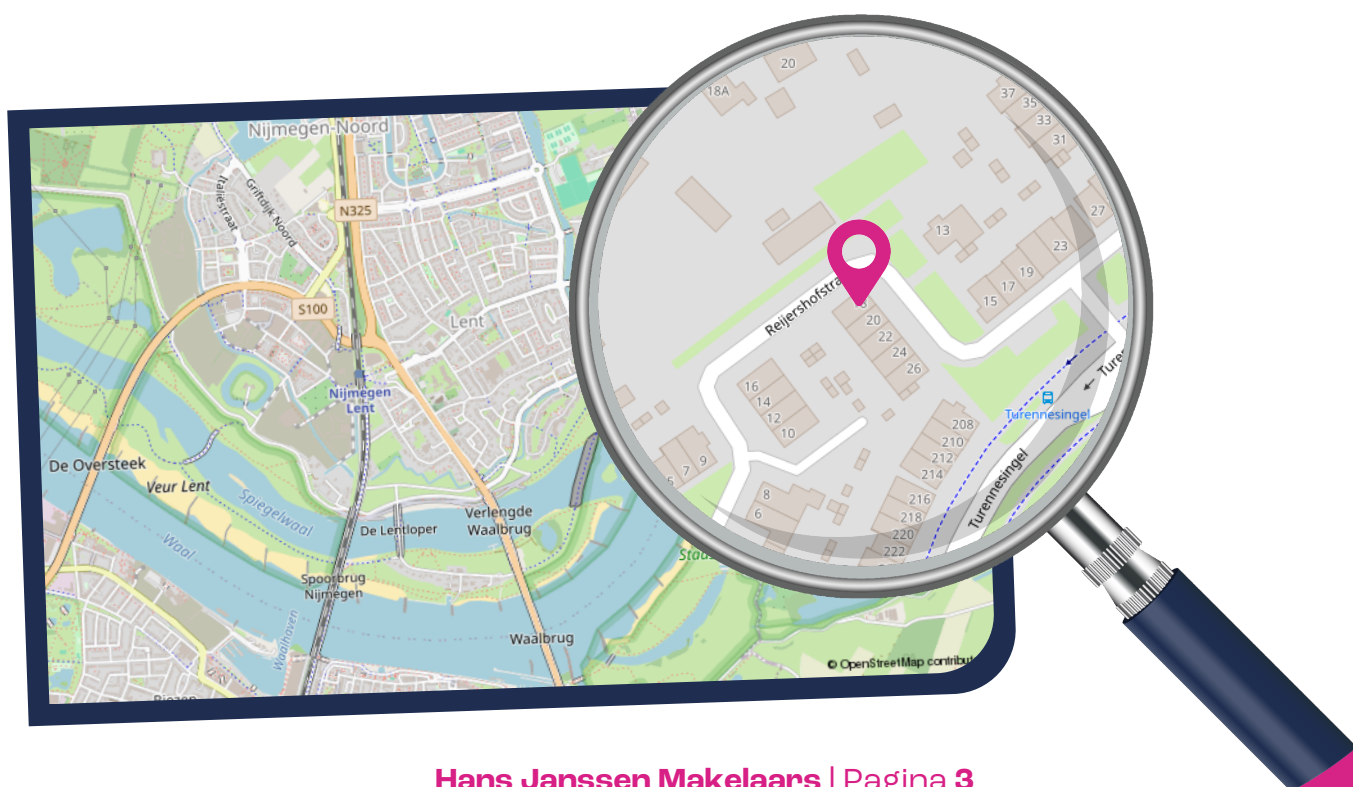 Nijmegen-Noord
Italiëstraat
Griftdijk Noord
N325
S100
Lent
Nijmegen
Lent
De Oversteek
Veur Lent
Spiegelwaal
Waal
De Lentloper
Verlengde
Waalbrug
Spoorbrug
Nijmegen
Waalhaven
Waalbrug
© OpenStreetMap
20
18A
37
35
33
31
27
23
19
17
15
13
20
22
24
26
16
14
12
10
9
7
5
8
6
208
210
212
214
216
218
220
222
Turennesingel
Turennesingel
Hans Janssen Makelaars | Pagina 3